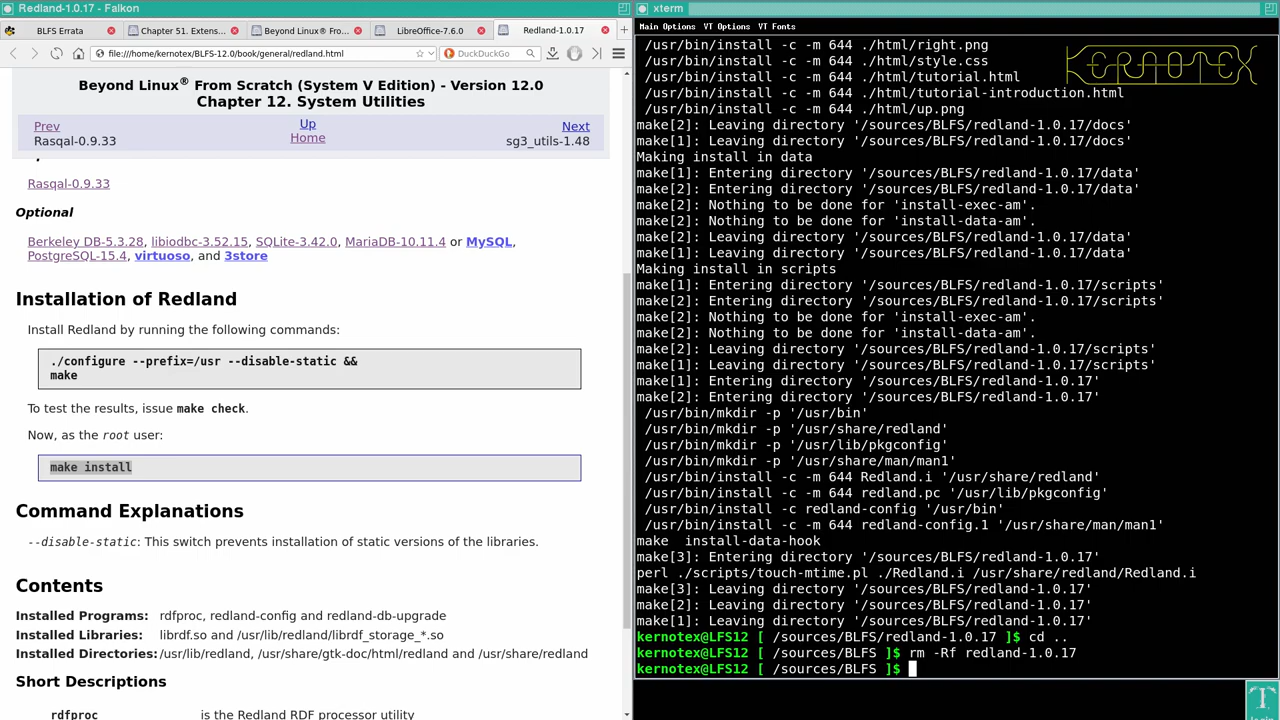 Redland-1.0.17 - Falkon
BLFS Errata
Chapter 51. Extem...
Beyond Linux® Fro...
LibreOffice-7.6.0
Redland-1.0.17
file:///home/kernotex/BLFS-12.0/book/general/redland.html
DuckDuckGo
Beyond Linux® From Scratch (System V Edition) - Version 12.0
Chapter 12. System Utilities
Prev
Up
Next
Rasqal-0.9.33
Home
sg3_utils-1.48
Rasqal-0.9.33
Optional
Berkeley DB-5.3.28, libiodbc-3.52.15, SQLite-3.42.0, MariaDB-10.11.4 or MySQL,
PostgreSQL-15.4, virtuoso, and 3store
Installation of Redland
Install Redland by running the following commands:
./configure --prefix=/usr --disable-static &&
make
To test the results, issue make check.
Now, as the root user:
make install
Command Explanations
--disable-static: This switch prevents installation of static versions of the libraries.
Contents
Installed Programs: rdfproc, redland-config and redland-db-upgrade
Installed Libraries: librdf.so and /usr/lib/redland/librdf_storage_*.so
Installed Directories: /usr/lib/redland, /usr/share/gtk-doc/html/redland and /usr/share/redland
Short Descriptions
rdfproc is the Redland RDF processor utility
xterm
Main Options VT Options VT Fonts
KERNOTEX
/usr/bin/install -c -m 644 ./html/right.png
/usr/bin/install -c -m 644 ./html/style.css
/usr/bin/install -c -m 644 ./html/tutorial.html
/usr/bin/install -c -m 644 ./html/tutorial-introduction.html
/usr/bin/install -c -m 644 ./html/up.png
make[2]: Leaving directory '/sources/BLFS/redland-1.0.17/docs'
make[1]: Leaving directory '/sources/BLFS/redland-1.0.17/docs'
Making install in data
make[1]: Entering directory '/sources/BLFS/redland-1.0.17/data'
make[2]: Entering directory '/sources/BLFS/redland-1.0.17/data'
make[2]: Nothing to be done for 'install-exec-am'.
make[2]: Nothing to be done for 'install-data-am'.
make[2]: Leaving directory '/sources/BLFS/redland-1.0.17/data'
make[1]: Leaving directory '/sources/BLFS/redland-1.0.17/data'
Making install in scripts
make[1]: Entering directory '/sources/BLFS/redland-1.0.17/scripts'
make[2]: Entering directory '/sources/BLFS/redland-1.0.17/scripts'
make[2]: Nothing to be done for 'install-exec-am'.
make[2]: Nothing to be done for 'install-data-am'.
make[2]: Leaving directory '/sources/BLFS/redland-1.0.17/scripts'
make[1]: Leaving directory '/sources/BLFS/redland-1.0.17/scripts'
make[1]: Entering directory '/sources/BLFS/redland-1.0.17'
make[2]: Entering directory '/sources/BLFS/redland-1.0.17'
/usr/bin/mkdir -p '/usr/bin'
/usr/bin/mkdir -p '/usr/share/redland'
/usr/bin/mkdir -p '/usr/lib/pkgconfig'
/usr/bin/mkdir -p '/usr/share/man/man1'
/usr/bin/install -c -m 644 Redland.i '/usr/share/redland'
/usr/bin/install -c -m 644 redland.pc '/usr/lib/pkgconfig'
/usr/bin/install -c redland-config '/usr/bin'
/usr/bin/install -c -m 644 redland-config.1 '/usr/share/man/man1'
make  install-data-hook
make[3]: Entering directory '/sources/BLFS/redland-1.0.17'
perl ./scripts/touch-mtime.pl ./Redland.i /usr/share/redland/Redland.i
make[3]: Leaving directory '/sources/BLFS/redland-1.0.17'
make[2]: Leaving directory '/sources/BLFS/redland-1.0.17'
make[1]: Leaving directory '/sources/BLFS/redland-1.0.17'
kernotex@LFS12 [ /sources/BLFS/redland-1.0.17 ]$ cd ..
kernotex@LFS12 [ /sources/BLFS ]$ rm -Rf redland-1.0.17
kernotex@LFS12 [ /sources/BLFS ]$